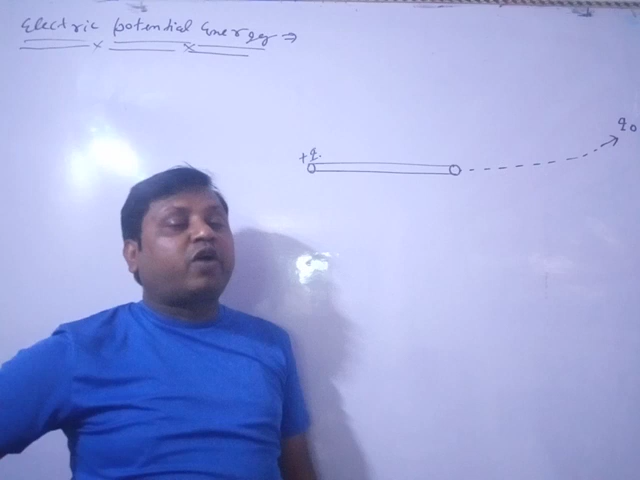 Electric potential Energy ⇒
+q.
q0